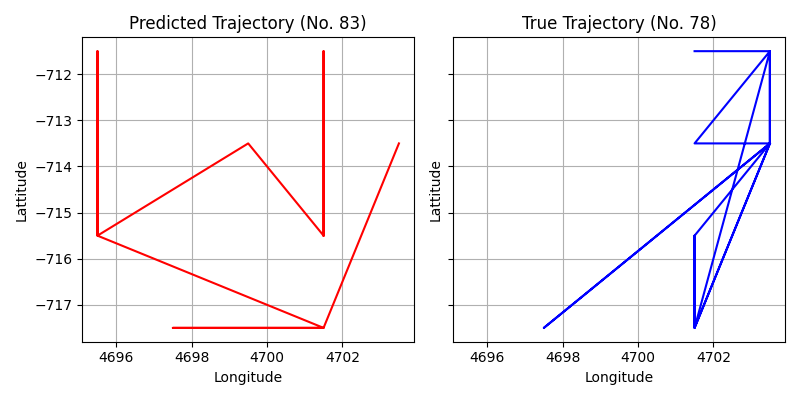 Predicted Trajectory (No. 83)
True Trajectory (No. 78)
−712
−713
−714
−715
−716
−717
Lattitude
Lattitude
4696
4698
4700
4702
4696
4698
4700
4702
Longitude
Longitude